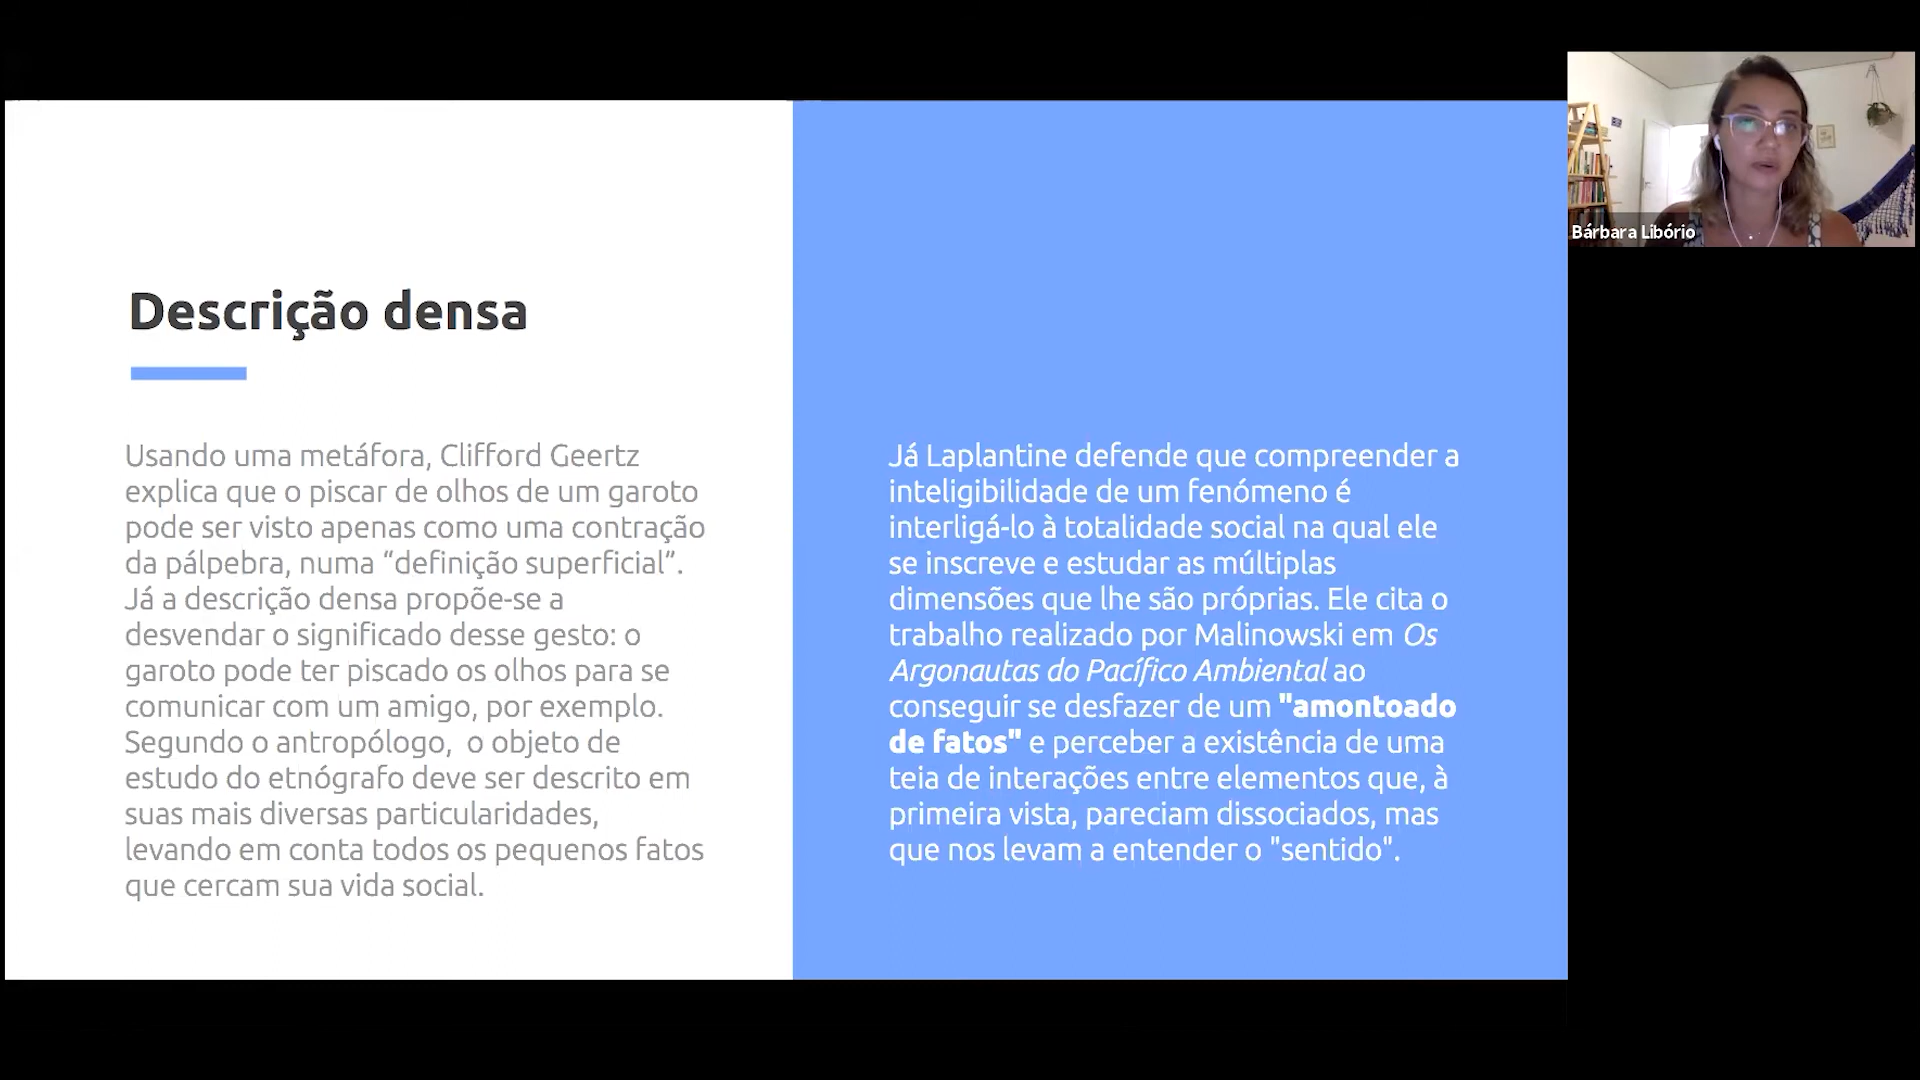 Descrição densa
Usando uma metáfora, Clifford Geertz
explica que o piscar de olhos de um garoto
pode ser visto apenas como uma contração
da pálpebra, numa “definição superficial”.
Já a descrição densa propõe-se a
desvendar o significado desse gesto: o
garoto pode ter piscado os olhos para se
comunicar com um amigo, por exemplo.
Segundo o antropólogo,  o objeto de
estudo do etnógrafo deve ser descrito em
suas mais diversas particularidades,
levando em conta todos os pequenos fatos
que cercam sua vida social.
Já Laplantine defende que compreender a
inteligibilidade de um fenómeno é
interligá-lo à totalidade social na qual ele
se inscreve e estudar as múltiplas
dimensões que lhe são próprias. Ele cita o
trabalho realizado por Malinowski em Os
Argonautas do Pacífico Ambiental ao
conseguir se desfazer de um "amontoado
de fatos" e perceber a existência de uma
teia de interações entre elementos que, à
primeira vista, pareciam dissociados, mas
que nos levam a entender o "sentido".
Bárbara Libório